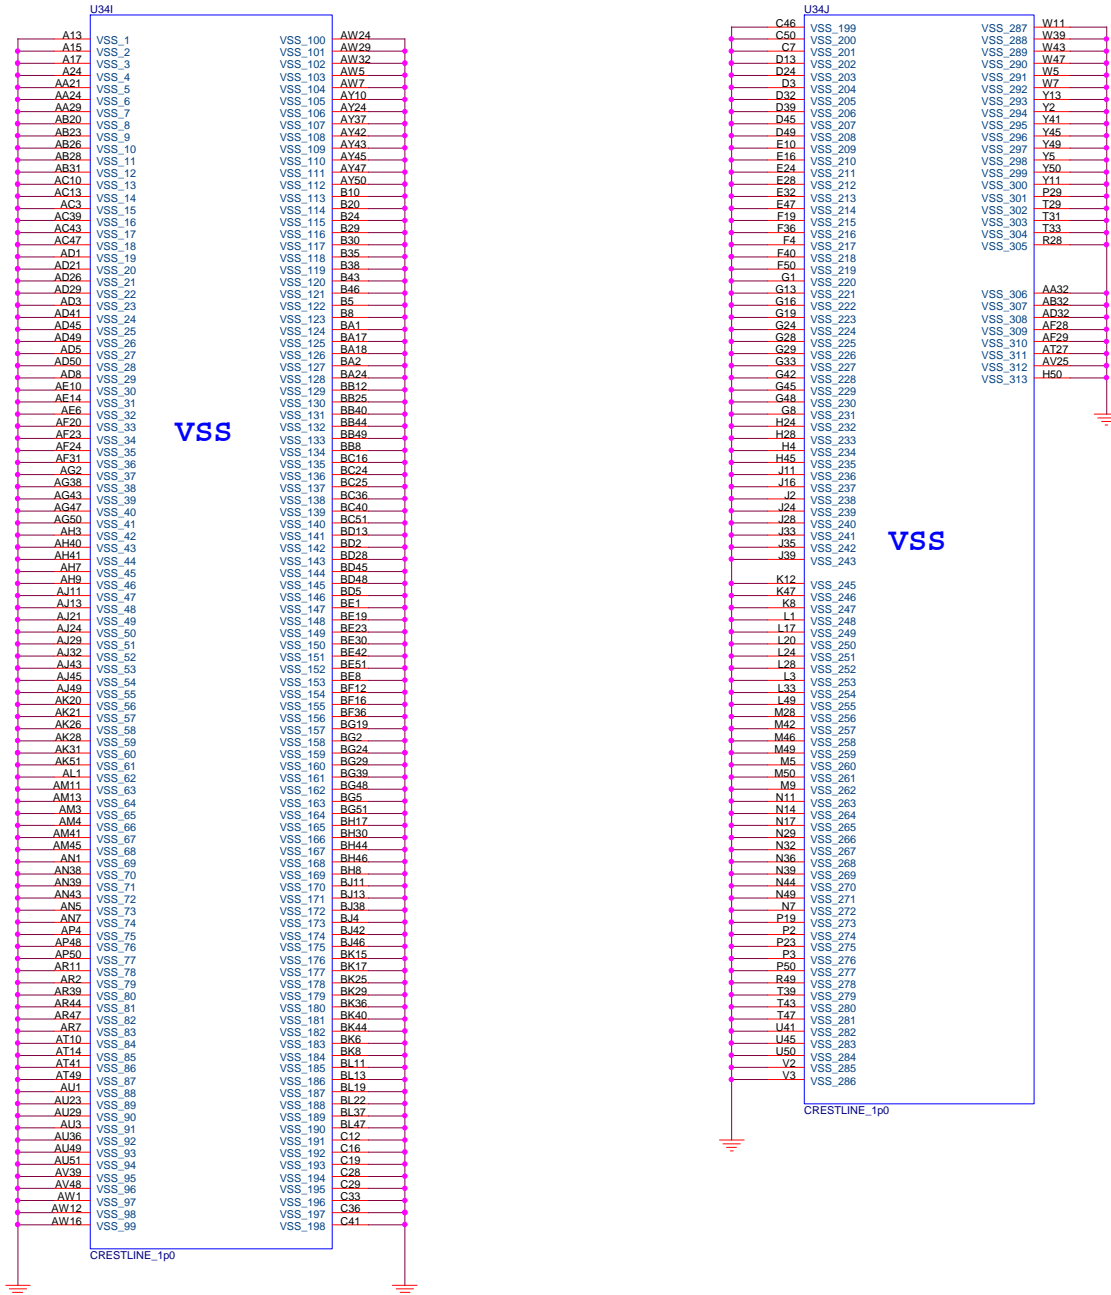 U34I
A13 VSS_1 VSS_100 AW24
A15 VSS_2 VSS_101 AW29
A17 VSS_3 VSS_102 AW32
A24 VSS_4 VSS_103 AW5
AA21 VSS_5 VSS_104 AW7
AA24 VSS_6 VSS_105 AY10
AA29 VSS_7 VSS_106 AY24
AB20 VSS_8 VSS_107 AY37
AB23 VSS_9 VSS_108 AY42
AB26 VSS_10 VSS_109 AY43
AB28 VSS_11 VSS_110 AY45
AB31 VSS_12 VSS_111 AY47
AC10 VSS_13 VSS_112 AY50
AC13 VSS_14 VSS_113 B10
AC3 VSS_15 VSS_114 B20
AC39 VSS_16 VSS_115 B24
AC43 VSS_17 VSS_116 B29
AC47 VSS_18 VSS_117 B30
AD1 VSS_19 VSS_118 B35
AD21 VSS_20 VSS_119 B38
AD26 VSS_21 VSS_120 B43
AD29 VSS_22 VSS_121 B46
AD3 VSS_23 VSS_122 B5
AD41 VSS_24 VSS_123 B8
AD45 VSS_25 VSS_124 BA1
AD49 VSS_26 VSS_125 BA17
AD5 VSS_27 VSS_126 BA18
AD50 VSS_28 VSS_127 BA2
AD8 VSS_29 VSS_128 BA24
AE10 VSS_30 VSS_129 BB12
AE14 VSS_31 VSS_130 BB25
AE6 VSS_32 VSS_131 BB40
AF20 VSS_33 VSS_132 BB44
AF23 VSS_34 VSS_133 BB49
AF24 VSS_35 VSS_134 BB8
AF31 VSS_36 VSS_135 BC16
AG2 VSS_37 VSS_136 BC24
AG38 VSS_38 VSS_137 BC25
AG43 VSS_39 VSS_138 BC36
AG47 VSS_40 VSS_139 BC40
AG50 VSS_41 VSS_140 BC51
AH3 VSS_42 VSS_141 BD13
AH40 VSS_43 VSS_142 BD2
AH41 VSS_44 VSS_143 BD28
AH7 VSS_45 VSS_144 BD45
AH9 VSS_46 VSS_145 BD48
AJ11 VSS_47 VSS_146 BD5
AJ13 VSS_48 VSS_147 BE1
AJ21 VSS_49 VSS_148 BE19
AJ24 VSS_50 VSS_149 BE23
AJ29 VSS_51 VSS_150 BE30
AJ32 VSS_52 VSS_151 BE42
AJ43 VSS_53 VSS_152 BE51
AJ45 VSS_54 VSS_153 BE8
AJ49 VSS_55 VSS_154 BF12
AK20 VSS_56 VSS_155 BF16
AK21 VSS_57 VSS_156 BF36
AK26 VSS_58 VSS_157 BG19
AK28 VSS_59 VSS_158 BG2
AK31 VSS_60 VSS_159 BG24
AK51 VSS_61 VSS_160 BG29
AL1 VSS_62 VSS_161 BG39
AM11 VSS_63 VSS_162 BG48
AM13 VSS_64 VSS_163 BG5
AM3 VSS_65 VSS_164 BG51
AM4 VSS_66 VSS_165 BH17
AM41 VSS_67 VSS_166 BH30
AM45 VSS_68 VSS_167 BH44
AN1 VSS_69 VSS_168 BH46
AN38 VSS_70 VSS_169 BH8
AN39 VSS_71 VSS_170 BJ11
AN43 VSS_72 VSS_171 BJ13
AN5 VSS_73 VSS_172 BJ38
AN7 VSS_74 VSS_173 BJ4
AP4 VSS_75 VSS_174 BJ42
AP48 VSS_76 VSS_175 BJ46
AP50 VSS_77 VSS_176 BK15
AR11 VSS_78 VSS_177 BK17
AR2 VSS_79 VSS_178 BK25
AR39 VSS_80 VSS_179 BK29
AR44 VSS_81 VSS_180 BK36
AR47 VSS_82 VSS_181 BK40
AR7 VSS_83 VSS_182 BK44
AT10 VSS_84 VSS_183 BK6
AT14 VSS_85 VSS_184 BK8
AT41 VSS_86 VSS_185 BL11
AT49 VSS_87 VSS_186 BL13
AU1 VSS_88 VSS_187 BL19
AU23 VSS_89 VSS_188 BL22
AU29 VSS_90 VSS_189 BL37
AU3 VSS_91 VSS_190 BL47
AU36 VSS_92 VSS_191 C12
AU49 VSS_93 VSS_192 C16
AU51 VSS_94 VSS_193 C19
AV39 VSS_95 VSS_194 C28
AV48 VSS_96 VSS_195 C29
AW1 VSS_97 VSS_196 C33
AW12 VSS_98 VSS_197 C36
AW16 VSS_99 VSS_198 C41
VSS
CRESTLINE_1p0
U34J
C46 VSS_199 VSS_287 W11
C50 VSS_200 VSS_288 W39
C7 VSS_201 VSS_289 W43
D13 VSS_202 VSS_290 W47
D24 VSS_203 VSS_291 W5
D3 VSS_204 VSS_292 W7
D32 VSS_205 VSS_293 Y13
D39 VSS_206 VSS_294 Y2
D45 VSS_207 VSS_295 Y41
D49 VSS_208 VSS_296 Y45
E10 VSS_209 VSS_297 Y49
E16 VSS_210 VSS_298 Y5
E24 VSS_211 VSS_299 Y50
E28 VSS_212 VSS_300 Y11
E32 VSS_213 VSS_301 P29
E47 VSS_214 VSS_302 T29
F19 VSS_215 VSS_303 T31
F36 VSS_216 VSS_304 T33
F4 VSS_217 VSS_305 R28
F40 VSS_218
F50 VSS_219
G1 VSS_220
G13 VSS_221 VSS_306 AA32
G16 VSS_222 VSS_307 AB32
G19 VSS_223 VSS_308 AD32
G24 VSS_224 VSS_309 AF28
G28 VSS_225 VSS_310 AF29
G29 VSS_226 VSS_311 AT27
G33 VSS_227 VSS_312 AV25
G42 VSS_228 VSS_313 H50
G45 VSS_229
G48 VSS_230
G8 VSS_231
H24 VSS_232
H28 VSS_233
H4 VSS_234
H45 VSS_235
J11 VSS_236
J16 VSS_237
J2 VSS_238
J24 VSS_239
J28 VSS_240
J33 VSS_241
J35 VSS_242
J39 VSS_243
VSS
K12 VSS_245
K47 VSS_246
K8 VSS_247
L1 VSS_248
L17 VSS_249
L20 VSS_250
L24 VSS_251
L28 VSS_252
L3 VSS_253
L33 VSS_254
L49 VSS_255
M28 VSS_256
M42 VSS_257
M46 VSS_258
M49 VSS_259
M5 VSS_260
M50 VSS_261
M9 VSS_262
N11 VSS_263
N14 VSS_264
N17 VSS_265
N29 VSS_266
N32 VSS_267
N36 VSS_268
N39 VSS_269
N44 VSS_270
N49 VSS_271
N7 VSS_272
P19 VSS_273
P2 VSS_274
P23 VSS_275
P3 VSS_276
P50 VSS_277
R49 VSS_278
T39 VSS_279
T43 VSS_280
T47 VSS_281
U41 VSS_282
U45 VSS_283
U50 VSS_284
V2 VSS_285
V3 VSS_286
CRESTLINE_1p0